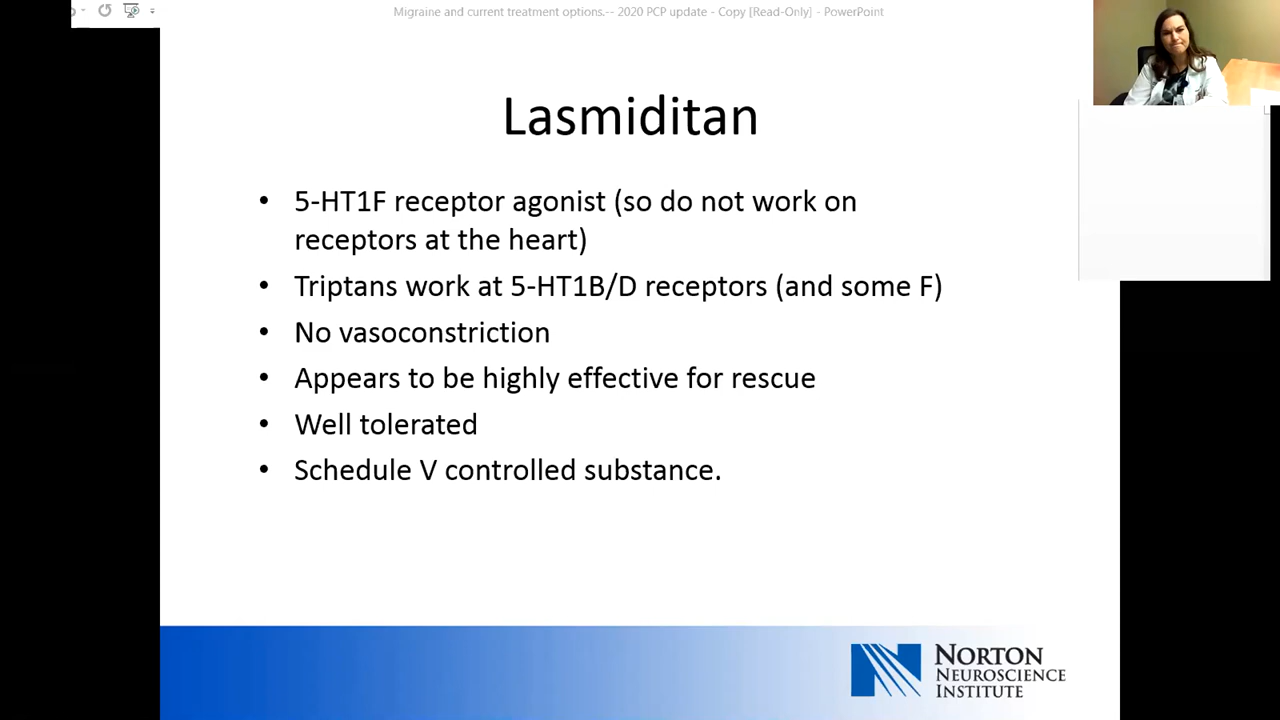 Migraine and current treatment options.-- 2020 PCP update - Copy [Read-Only] - PowerPoint
Lasmiditan
• 5-HT1F receptor agonist (so do not work on
receptors at the heart)
• Triptans work at 5-HT1B/D receptors (and some F)
• No vasoconstriction
• Appears to be highly effective for rescue
• Well tolerated
• Schedule V controlled substance.
NORTON
NEUROSCIENCE
INSTITUTE